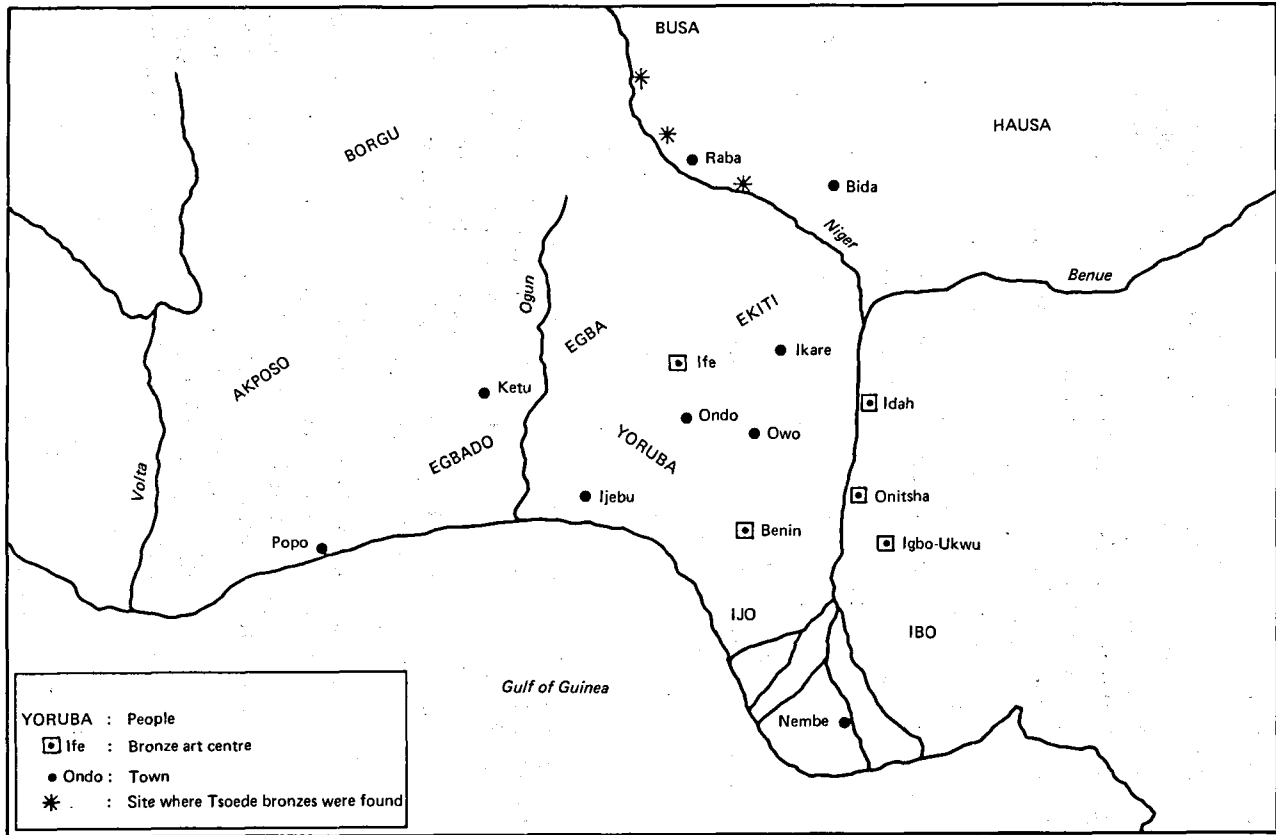 BUSA
HAUSA
BORGU
Raba
Bida
Niger
Benue
Ogun
EKITI
EGBA
Ikare
Ife
AKPOSO
Ketu
Idah
Ondo
Owo
YORUBA
EGBADO
Volta
Ijebu
Onitsha
Benin
Igbo-Ukwu
Popo
IJO
IBO
Gulf of Guinea
Nembe
YORUBA : People
Ife : Bronze art centre
Ondo : Town
: Site where Tsoede bronzes were found